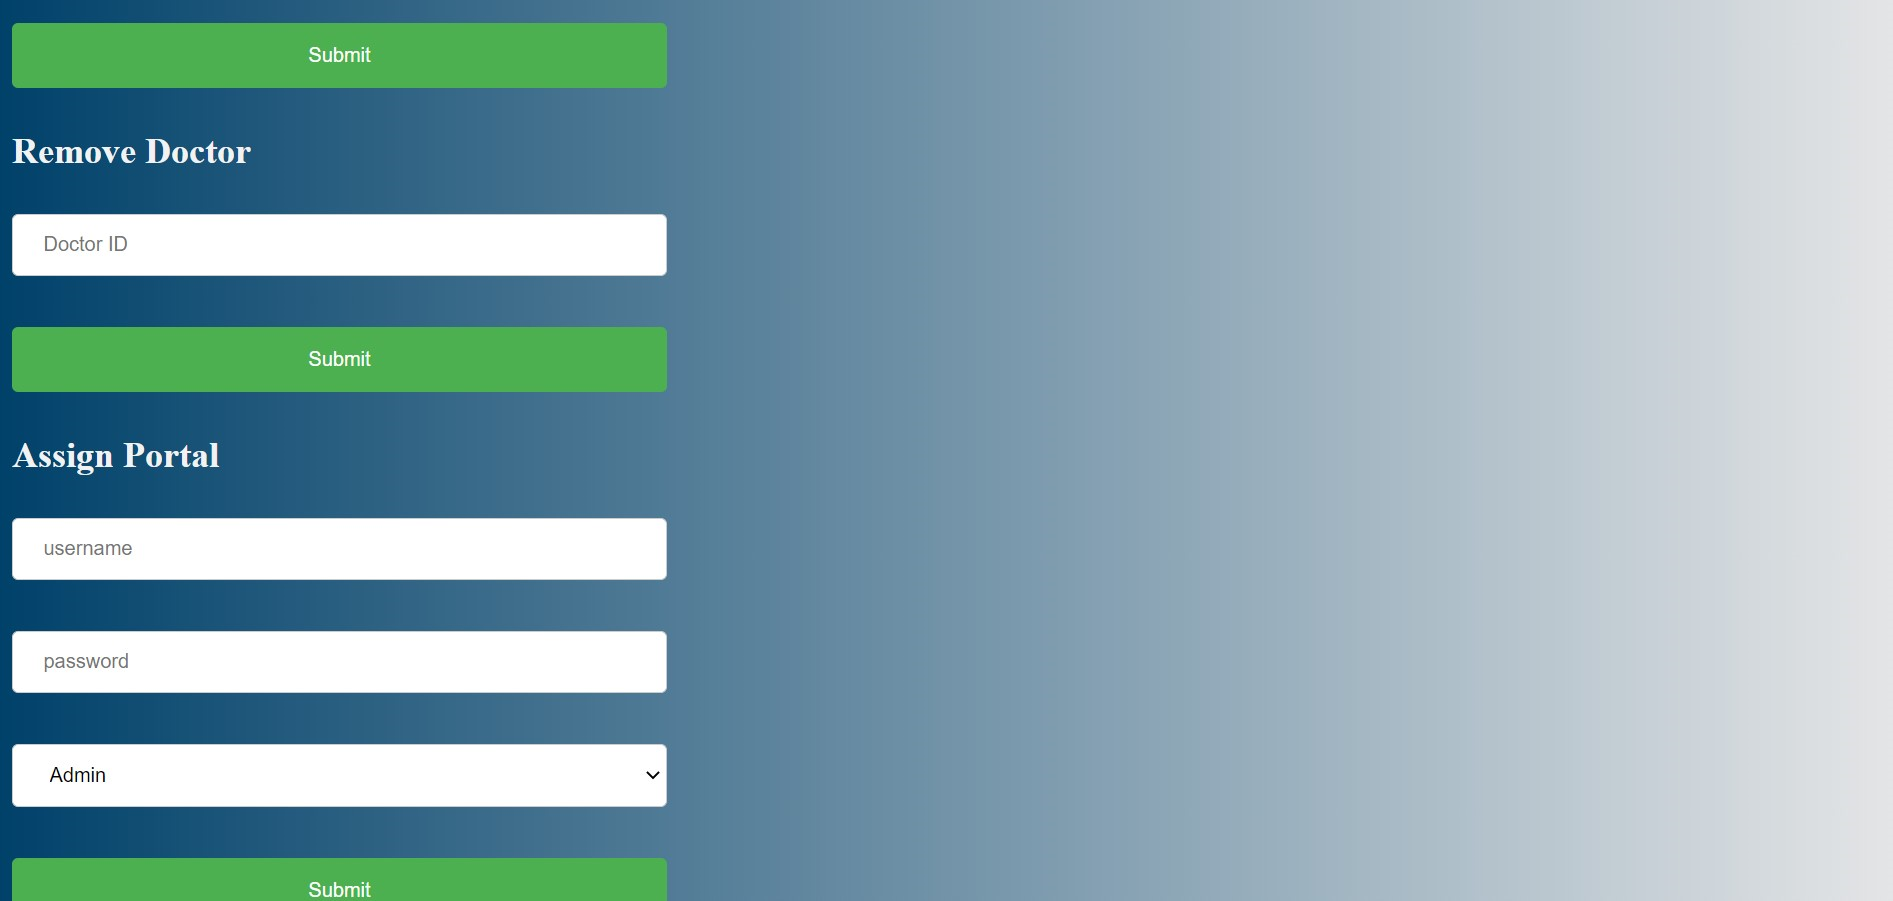 Submit
Remove Doctor
Doctor ID
Submit
Assign Portal
username
password
Admin
Submit